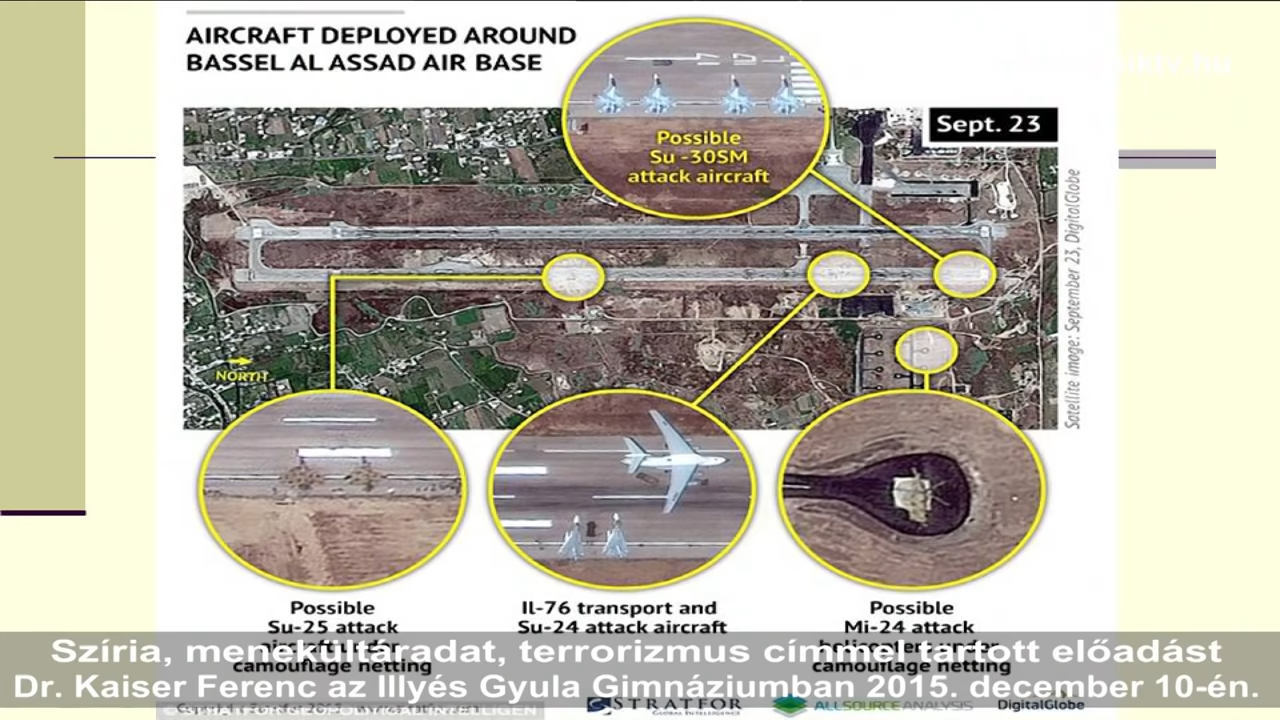 AIRCRAFT DEPLOYED AROUND
BASSEL AL ASSAD AIR BASE
Sept. 23
Possible
Su -30SM
attack aircraft
Satellite image: September 23, DigitalGlobe
NORTH
Possible
Su-25 attack
camouflage netting
Il-76 transport and
Su-24 attack aircraft
Possible
Mi-24 attack
camouflage netting
Szíria, menekültáradat, terrorizmus címmel tartott előadást
Dr. Kaiser Ferenc az Illyés Gyula Gimnáziumban 2015. december 10-én.
STRATFOR
GLOBAL INTELLIGENCE
ALLSOURCE ANALYSIS
DigitalGlobe